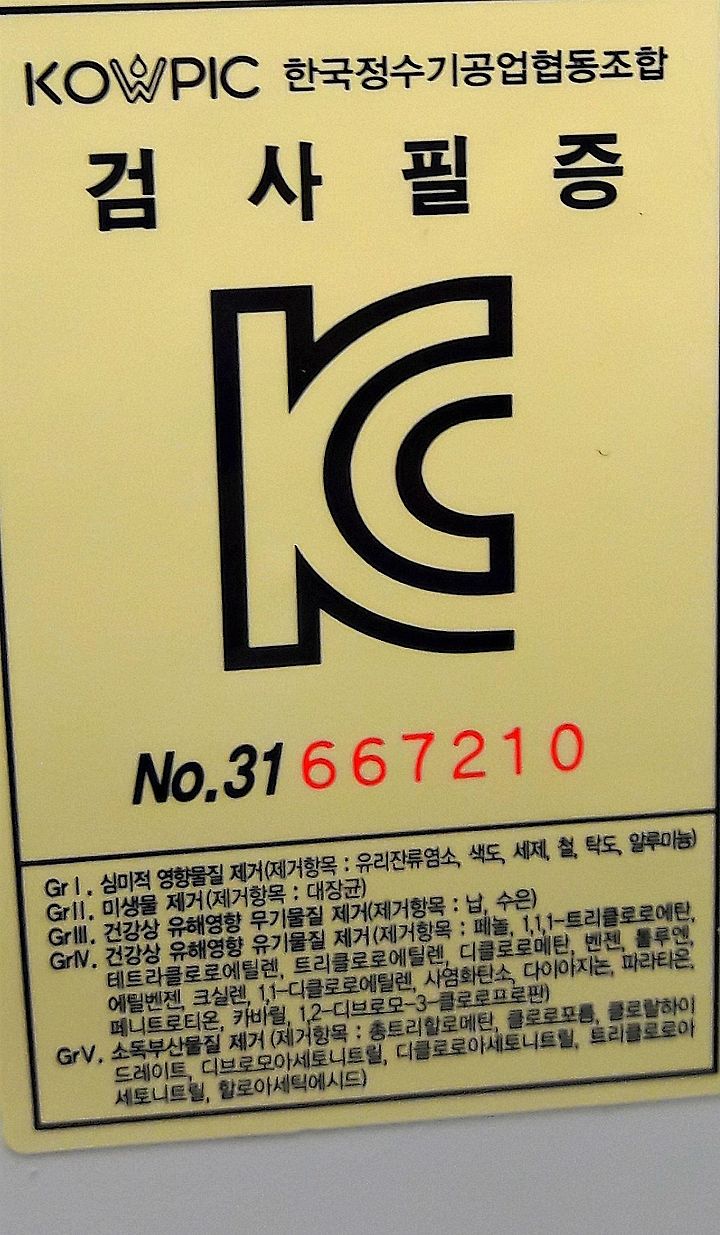 KOWPIC 한국정수기공업협동조합
검 사 필 증
KC
No.31 667210
GrⅠ. 심미적 영향물질 제거(제거항목 : 유리잔류염소, 색도, 세제, 철, 탁도, 알루미늄)
GrⅡ. 미생물 제거(제거항목 : 대장균)
GrⅢ. 건강상 유해영향 무기물질 제거(제거항목 : 납, 수은)
GrⅣ. 건강상 유해영향 유기물질 제거(제거항목 : 페놀, 1,1,1-트리클로로에탄,
테트라클로로에틸렌, 트리클로로에틸렌, 디클로로메탄, 벤젠, 톨루엔,
에틸벤젠, 크실렌, 1,1-디클로로에틸렌, 사염화탄소, 다이아지논, 파라티온,
페니트로티온, 카바릴, 1,2-디브로모-3-클로로프로판)
GrⅤ. 소독부산물질 제거(제거항목 : 총트리할로메탄, 클로로포름, 클로랄하이
드레이트, 디브로모아세토니트릴, 디클로로아세토니트릴, 트리클로로아
세토니트릴, 할로아세틱에시드)